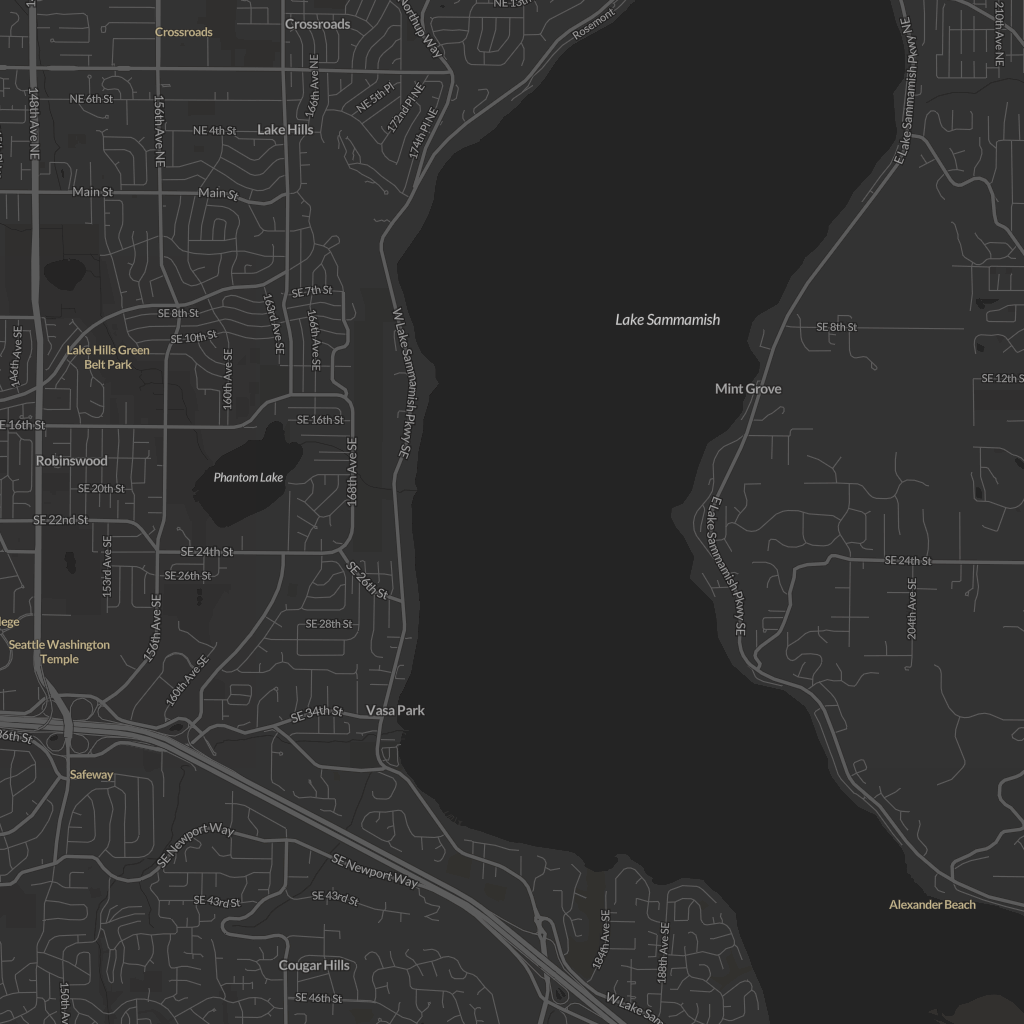 NE 13th
Northup Way
Rosemont
Crossroads
Crossroads
E Lake Sammamish Pkwy NE
210th Ave NE
148th Ave NE
NE 6th St
156th Ave NE
166th Ave NE
NE 5th Pl
172nd Pl NE
174th Pl NE
NE 4th St
Lake Hills
Main St
Main St
SE 7th St
163rd Ave SE
166th Ave SE
SE 8th St
SE 10th St
W Lake Sammamish Pkwy SE
Lake Sammamish
SE 8th St
146th Ave SE
Lake Hills Green
Belt Park
160th Ave SE
SE 12th S
Mint Grove
SE 16th St
E 16th St
Robinswood
Phantom Lake
168th Ave SE
SE 20th St
SE 22nd St
E Lake Sammamish Pkwy SE
153rd Ave SE
SE 24th St
SE 24th St
SE 26th St
SE 26th St
204th Ave SE
156th Ave SE
SE 28th St
lege
Seattle Washington
Temple
160th Ave SE
SE 34th St
Vasa Park
36th St
Safeway
SE Newport Way
SE Newport Way
SE 43rd St
SE 43rd St
Alexander Beach
184th Ave SE
188th Ave SE
Cougar Hills
150th Av
SE 46th St
W Lake Sam